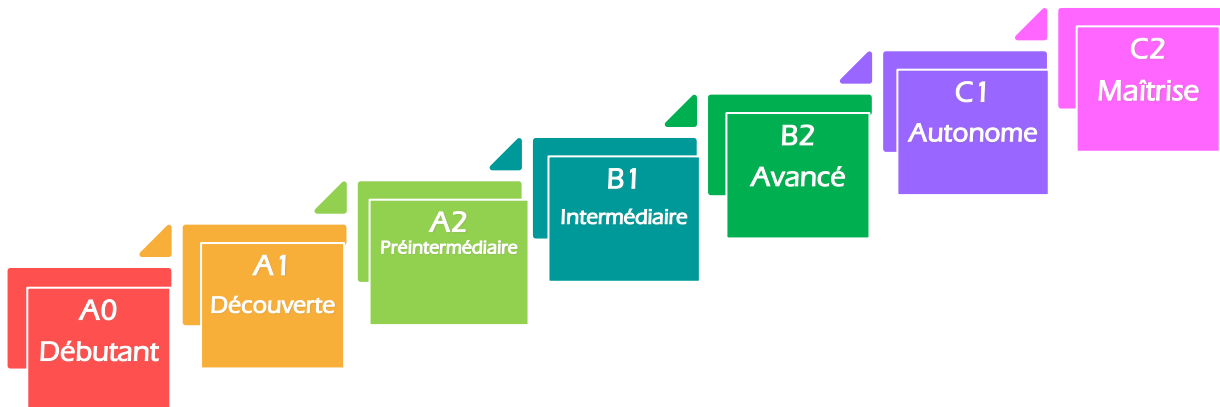 A0
Débutant
A1
Découverte
A2
Préintermédiaire
B1
Intermédiaire
B2
Avancé
C1
Autonome
C2
Maîtrise